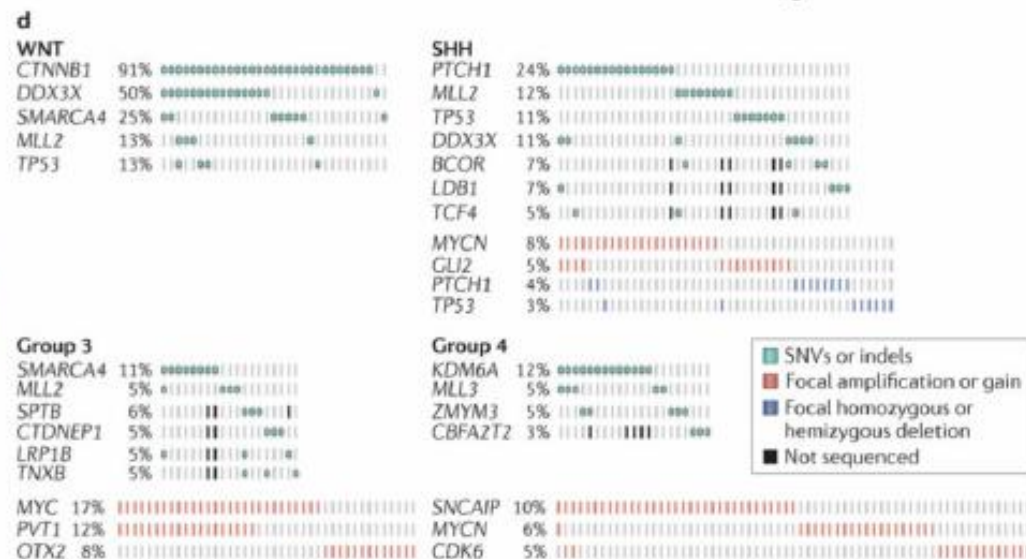 d
WNT
CTNNB1 91%
DDX3X 50%
SMARCA4 25%
MLL2 13%
TP53 13%
SHH
PTCH1 24%
MLL2 12%
TP53 11%
DDX3X 11%
BCOR 7%
LDB1 7%
TCF4 5%
MYCN 8%
GLI2 5%
PTCH1 4%
TP53 3%
Group 3
SMARCA4 11%
MLL2 5%
SPTB 6%
CTDNEP1 5%
LRP1B 5%
TNXB 5%
MYC 17%
PVT1 12%
OTX2 8%
Group 4
KDM6A 12%
MLL3 5%
ZMYM3 5%
CBFA2T2 3%
SNCAIP 10%
MYCN 6%
CDK6 5%
SNVs or indels
Focal amplification or gain
Focal homozygous or
hemizygous deletion
Not sequenced